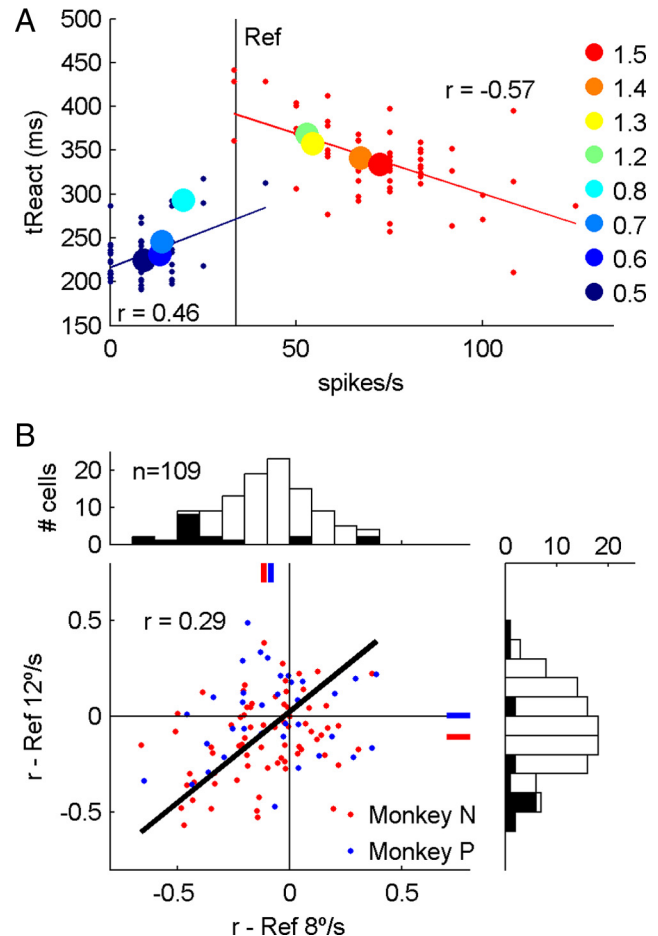 A
500
450
400
350
300
250
200
150
tReact (ms)
Ref
r = -0.57
r = 0.46
0
50
100
spikes/s
1.5
1.4
1.3
1.2
0.8
0.7
0.6
0.5
B
# cells
20
10
0
n=109
0
10
20
r = 0.29
0.5
0
-0.5
r - Ref 12º/s
Monkey N
Monkey P
-0.5
0
0.5
r - Ref 8º/s